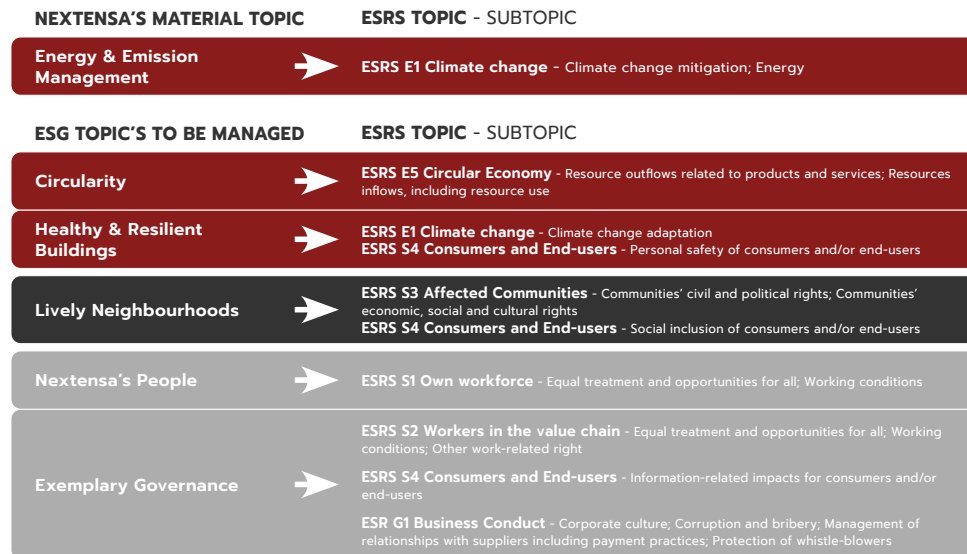 NEXTENSA'S MATERIAL TOPIC
ESRS TOPIC - SUBTOPIC
Energy & Emission
Management
ESRS E1 Climate change - Climate change mitigation; Energy
ESG TOPIC'S TO BE MANAGED
ESRS TOPIC - SUBTOPIC
Circularity
ESRS E5 Circular Economy - Resource outflows related to products and services; Resources
inflows, including resource use
Healthy & Resilient
Buildings
ESRS E1 Climate change - Climate change adaptation
ESRS S4 Consumers and End-users - Personal safety of consumers and/or end-users
Lively Neighbourhoods
ESRS S3 Affected Communities - Communities' civil and political rights; Communities'
economic, social and cultural rights
ESRS S4 Consumers and End-users - Social inclusion of consumers and/or end-users
Nextensa's People
ESRS S1 Own workforce - Equal treatment and opportunities for all; Working conditions
Exemplary Governance
ESRS S2 Workers in the value chain - Equal treatment and opportunities for all; Working
conditions; Other work-related right
ESRS S4 Consumers and End-users - Information-related impacts for consumers and/or
end-users
ESR G1 Business Conduct - Corporate culture; Corruption and bribery; Management of
relationships with suppliers including payment practices; Protection of whistle-blowers